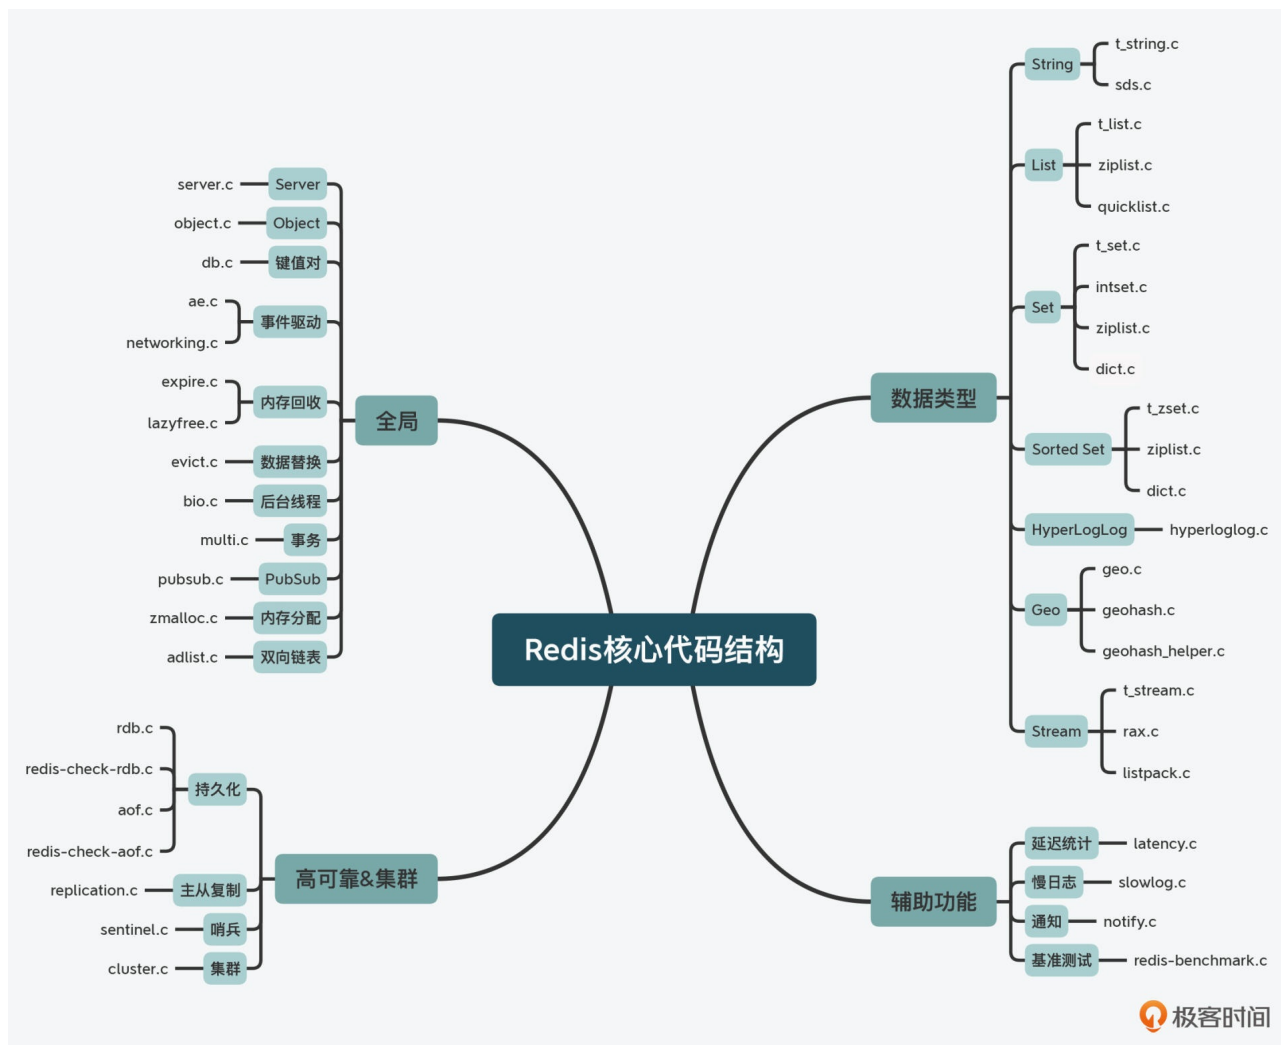 Redis核心代码结构
全局
Server
server.c
Object
object.c
键值对
db.c
事件驱动
ae.c
networking.c
内存回收
expire.c
lazyfree.c
数据替换
evict.c
后台线程
bio.c
事务
multi.c
PubSub
pubsub.c
内存分配
zmalloc.c
双向链表
adlist.c
高可靠&集群
持久化
rdb.c
redis-check-rdb.c
aof.c
redis-check-aof.c
主从复制
replication.c
哨兵
sentinel.c
集群
cluster.c
数据类型
String
t_string.c
sds.c
List
t_list.c
ziplist.c
quicklist.c
Set
t_set.c
intset.c
ziplist.c
dict.c
Sorted Set
t_zset.c
ziplist.c
dict.c
HyperLogLog
hyperloglog.c
Geo
geo.c
geohash.c
geohash_helper.c
Stream
t_stream.c
rax.c
listpack.c
辅助功能
延迟统计
latency.c
慢日志
slowlog.c
通知
notify.c
基准测试
redis-benchmark.c
极客时间